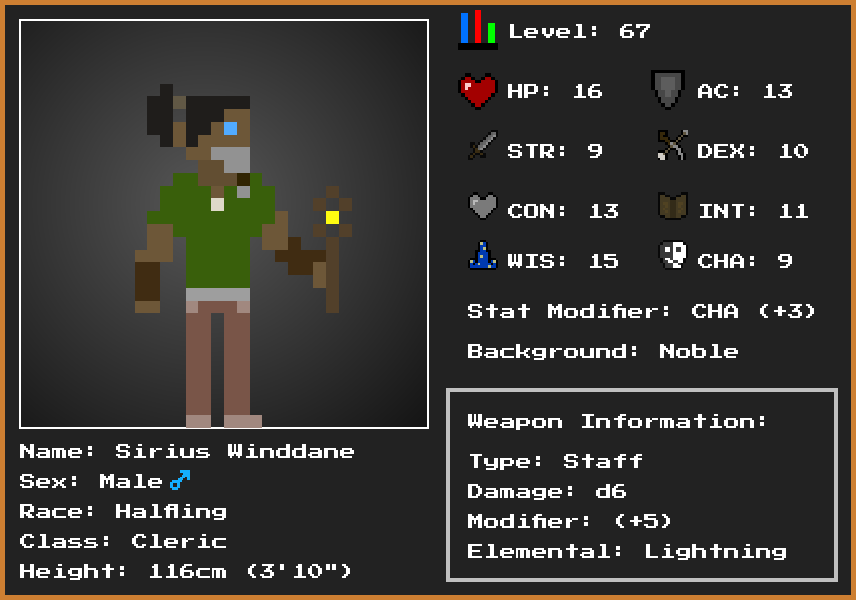 Level: 67
HP: 16 AC: 13
STR: 9 DEX: 10
CON: 13 INT: 11
WIS: 15 CHA: 9
Stat Modifier: CHA (+3)
Background: Noble
Weapon Information:
Type: Staff
Damage: d6
Modifier: (+5)
Elemental: Lightning
Name: Sirius Winddane
Sex: Male♂
Race: Halfling
Class: Cleric
Height: 116cm (3'10")